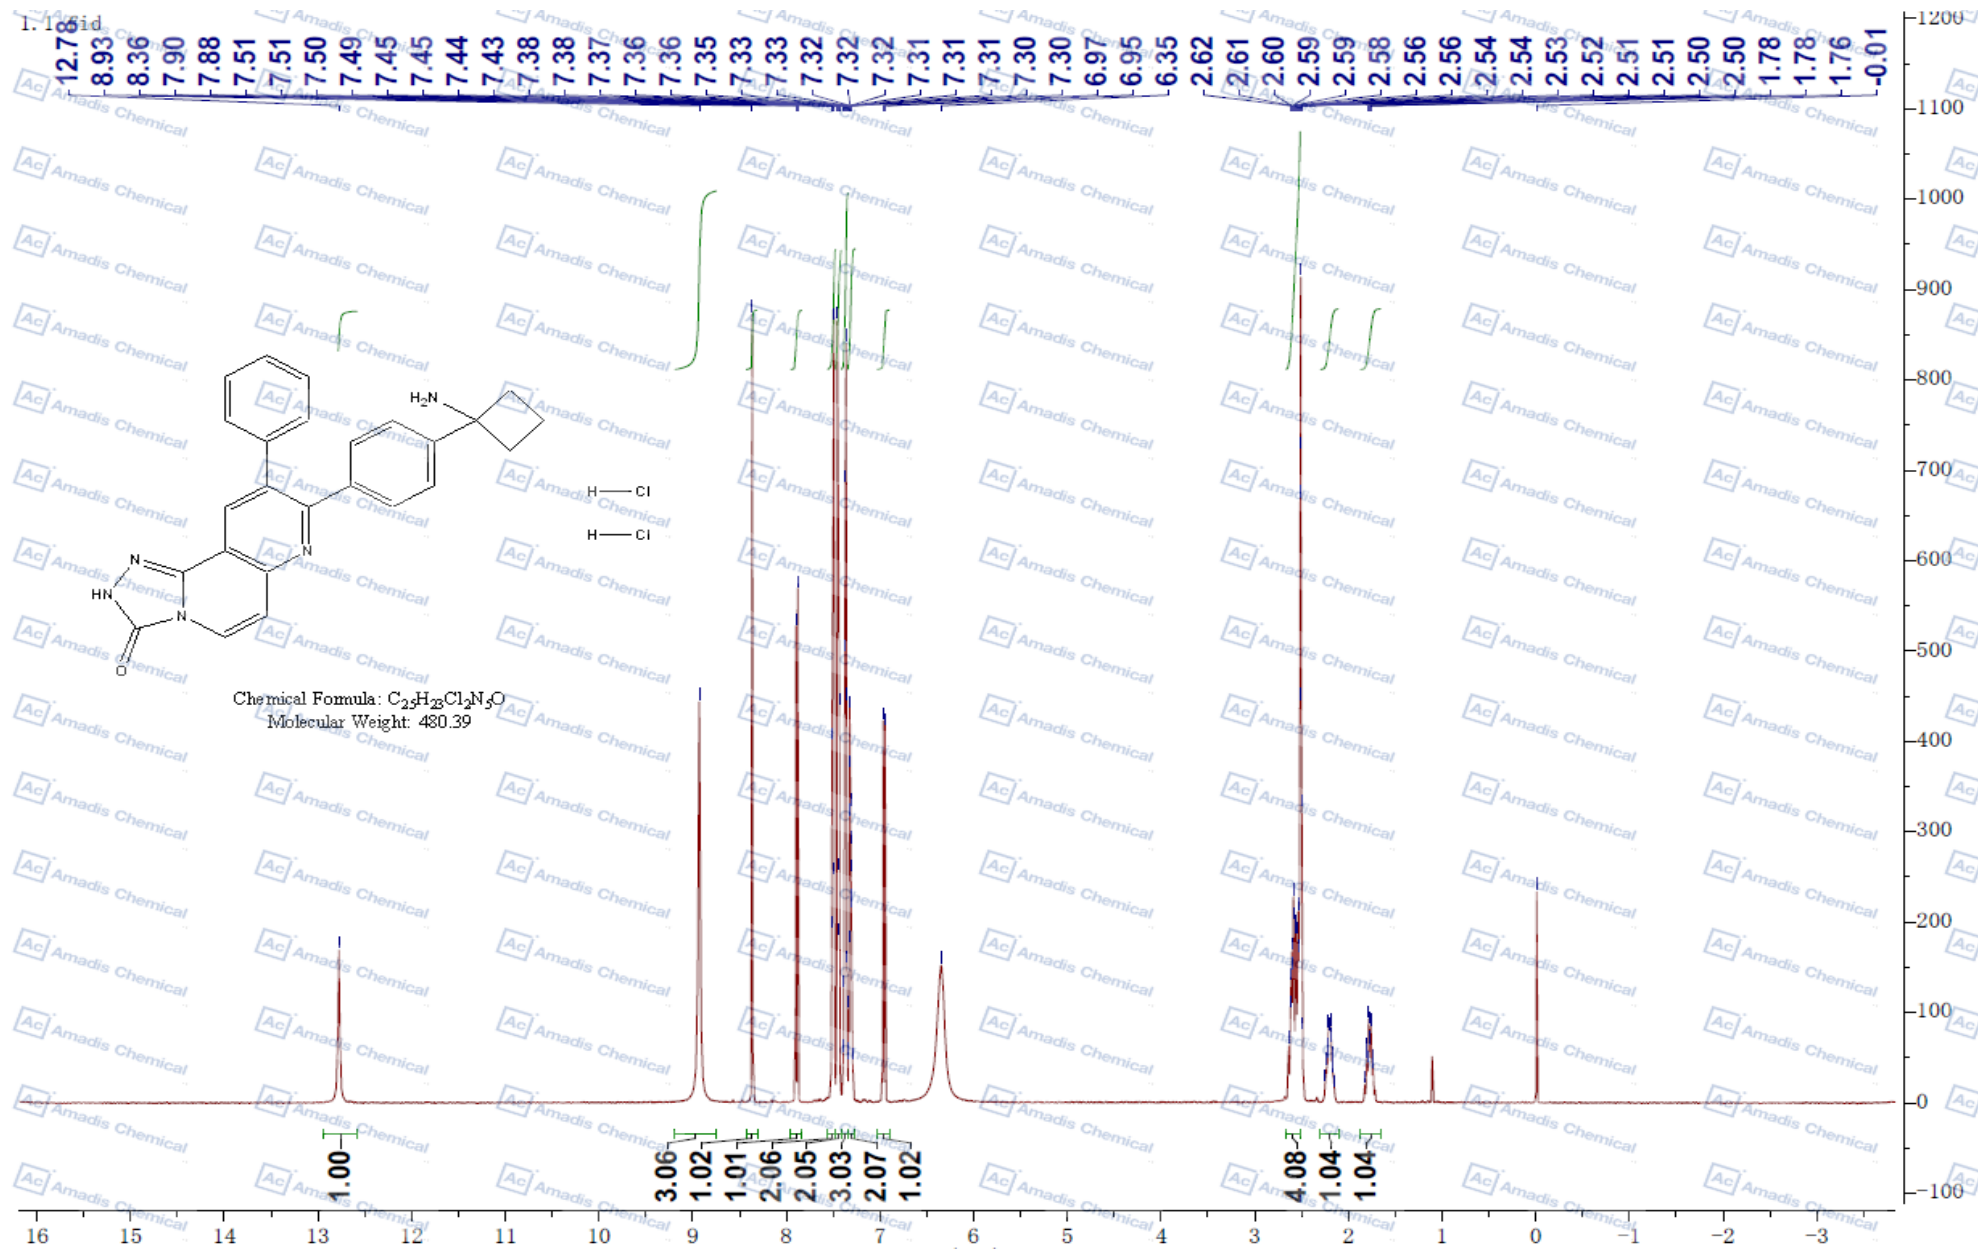 1. 1. fid
12.78 8.93 8.36 7.90 7.88 7.51 7.51 7.50 7.49 7.45 7.45 7.44 7.43 7.38 7.38 7.37 7.36 7.36 7.35 7.33 7.33 7.32 7.32 7.32 7.31 7.31 7.31 7.30 7.30 6.97 6.95 6.35 2.62 2.61 2.60 2.59 2.59 2.58 2.56 2.56 2.54 2.54 2.53 2.52 2.51 2.51 2.50 2.50 1.78 1.78 1.76 -0.01
1200
1100
1000
900
800
700
600
500
400
300
200
100
0
-100
H₂N
H Cl
H Cl
N
N
HN
N
O
Chemical Formula: C₂₅H₂₃Cl₂N₅O
Molecular Weight: 480.39
1.00 3.06 1.02 1.01 2.06 2.05 3.03 2.07 1.02 4.08 1.04 1.04
16 15 14 13 12 11 10 9 8 7 6 5 4 3 2 1 0 -1 -2 -3
Ac Amadis Chemical